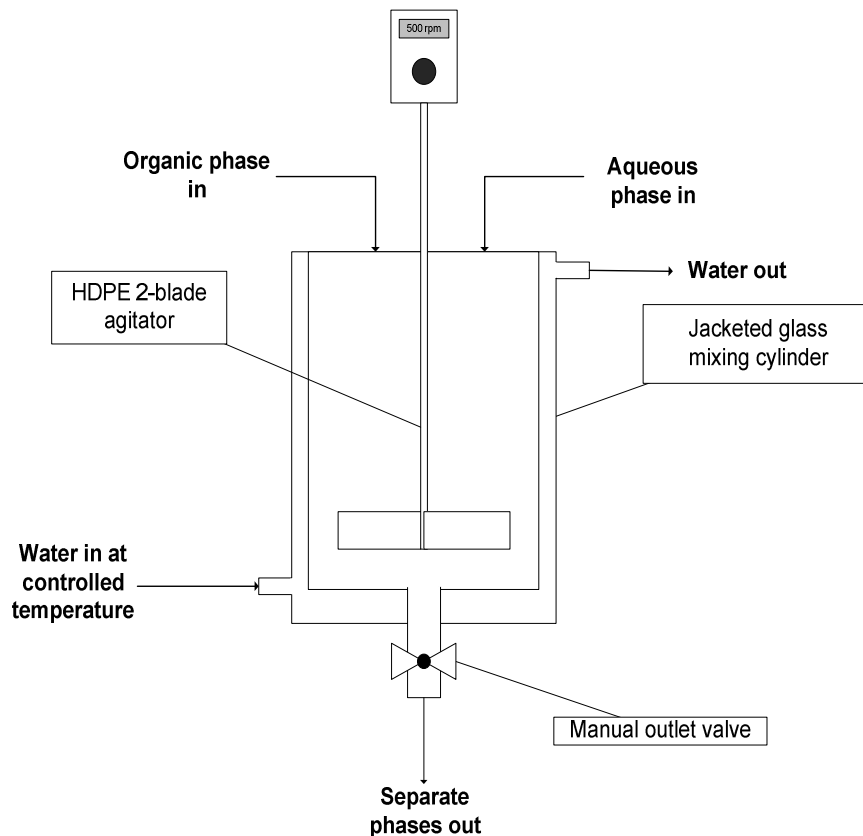 500 rpm
Organic phase
in
Aqueous
phase in
Water out
HDPE 2-blade
agitator
Jacketed glass
mixing cylinder
Water in at
controlled
temperature
Manual outlet valve
Separate
phases out